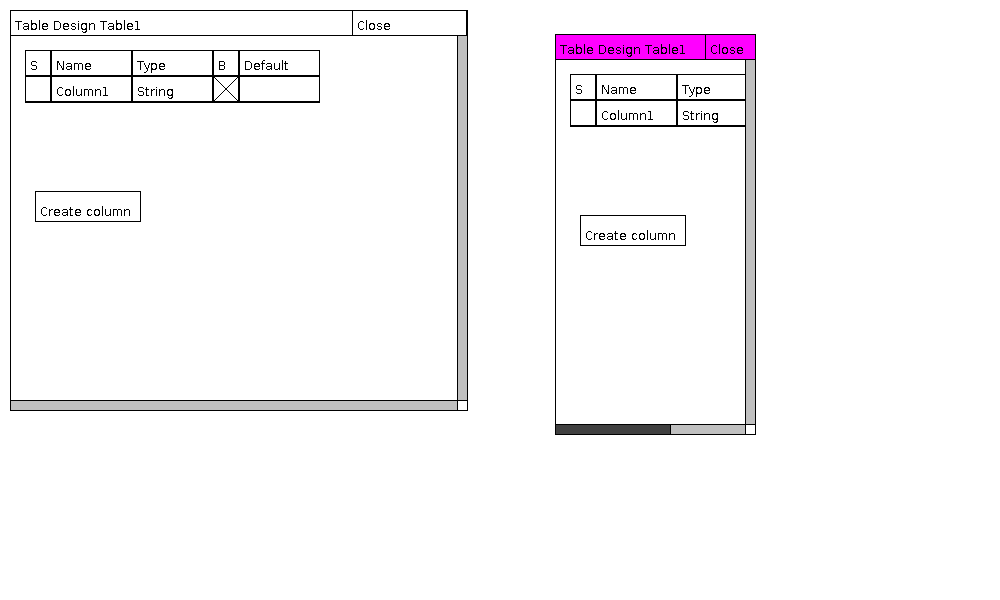 Table Design Table1 Close
S Name Type B Default
Column1 String
Create column
Table Design Table1 Close
S Name Type
Column1 String
Create column